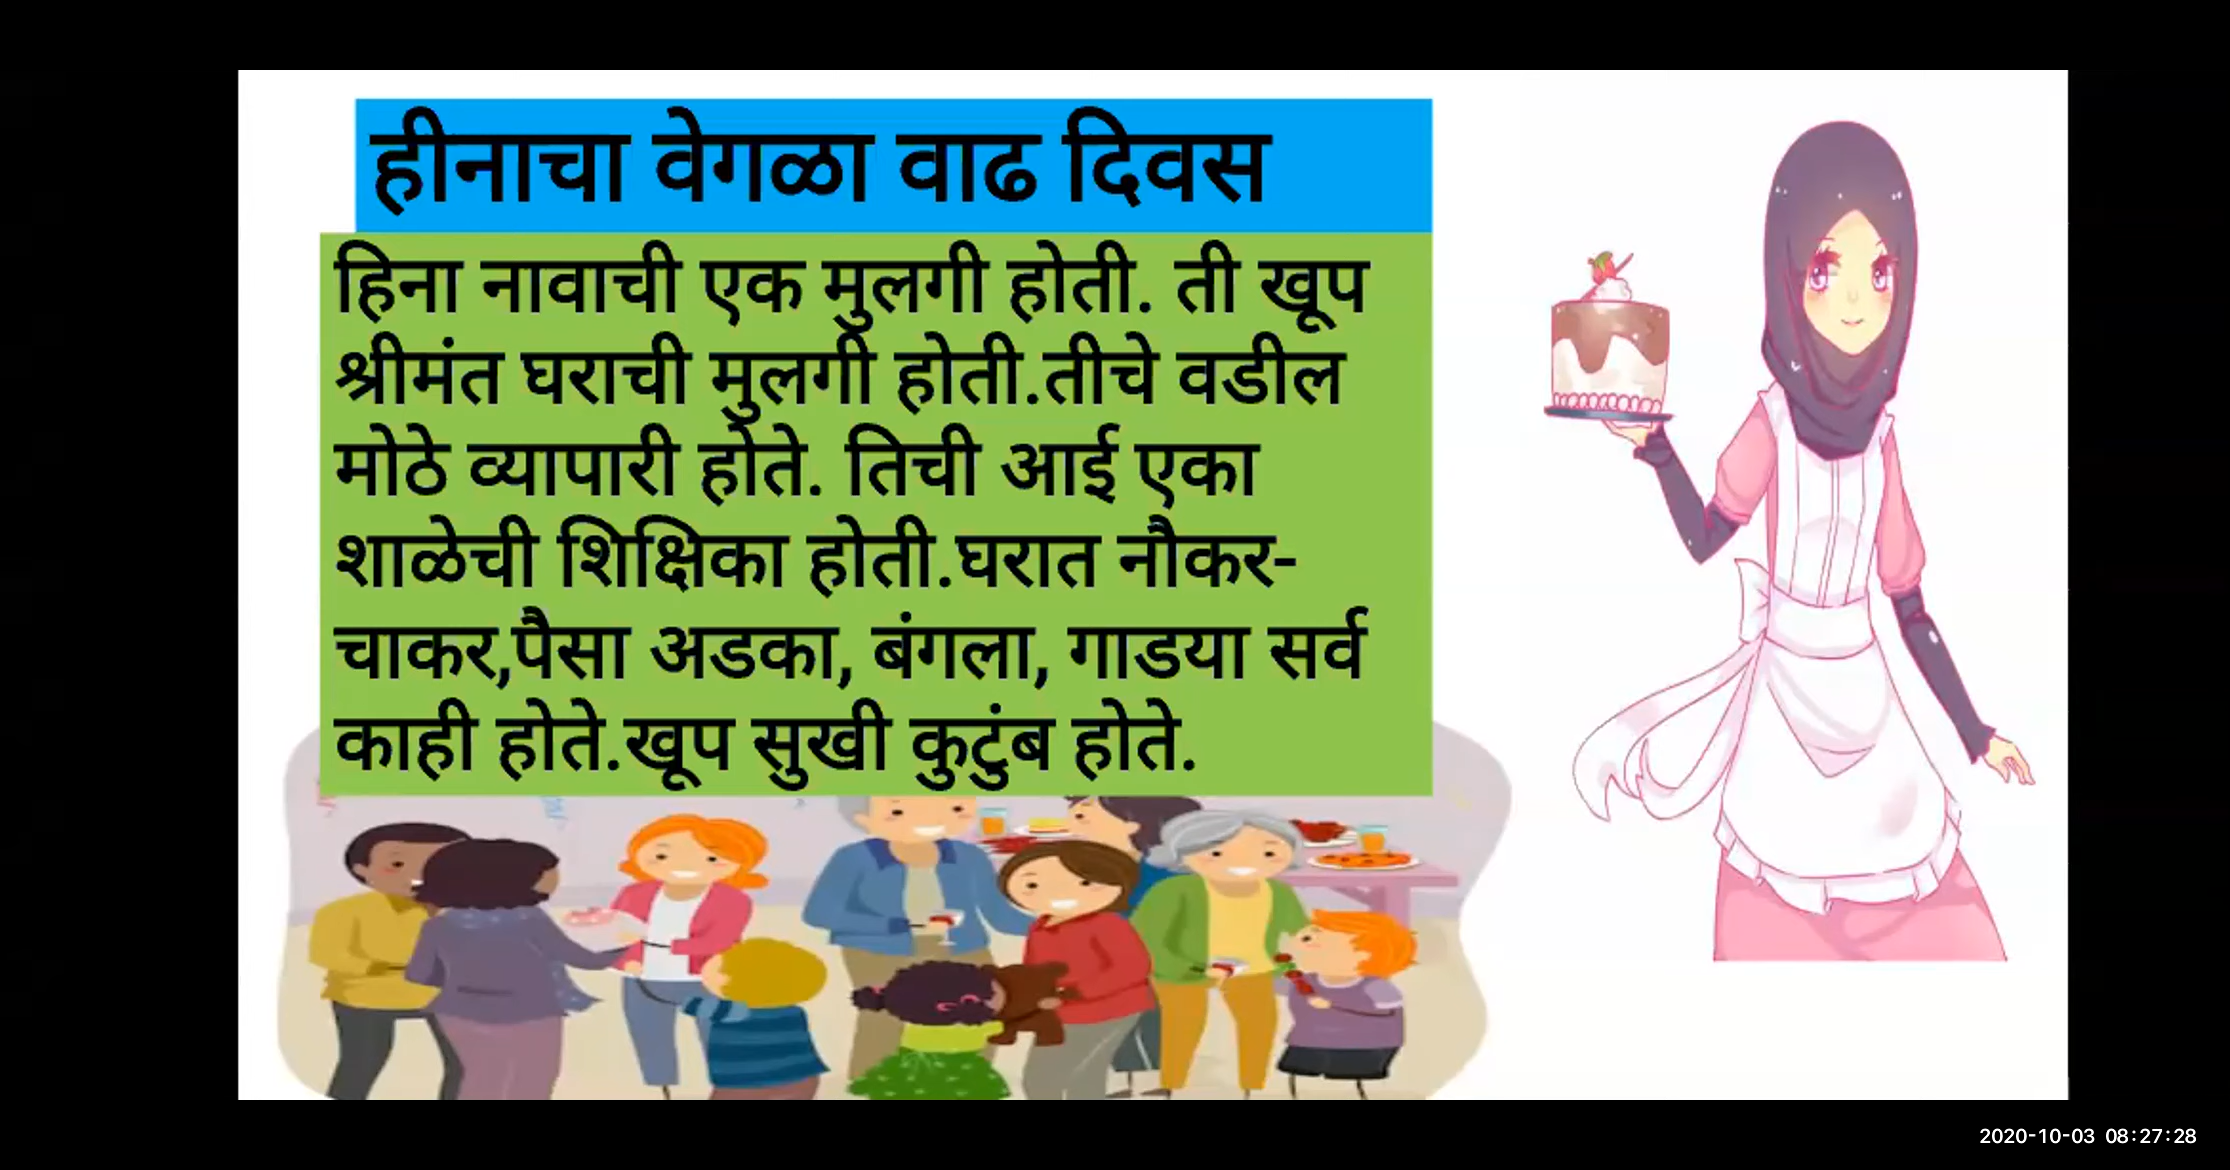 हीनाचा वेगळा वाढ दिवस
हिना नावाची एक मुलगी होती. ती खूप
श्रीमंत घराची मुलगी होती.तीचे वडील
मोठे व्यापारी होते. तिची आई एका
शाळेची शिक्षिका होती.घरात नौकर-
चाकर,पैसा अडका, बंगला, गाडया सर्व
काही होते.खूप सुखी कुटुंब होते.
2020-10-03 08:27:28